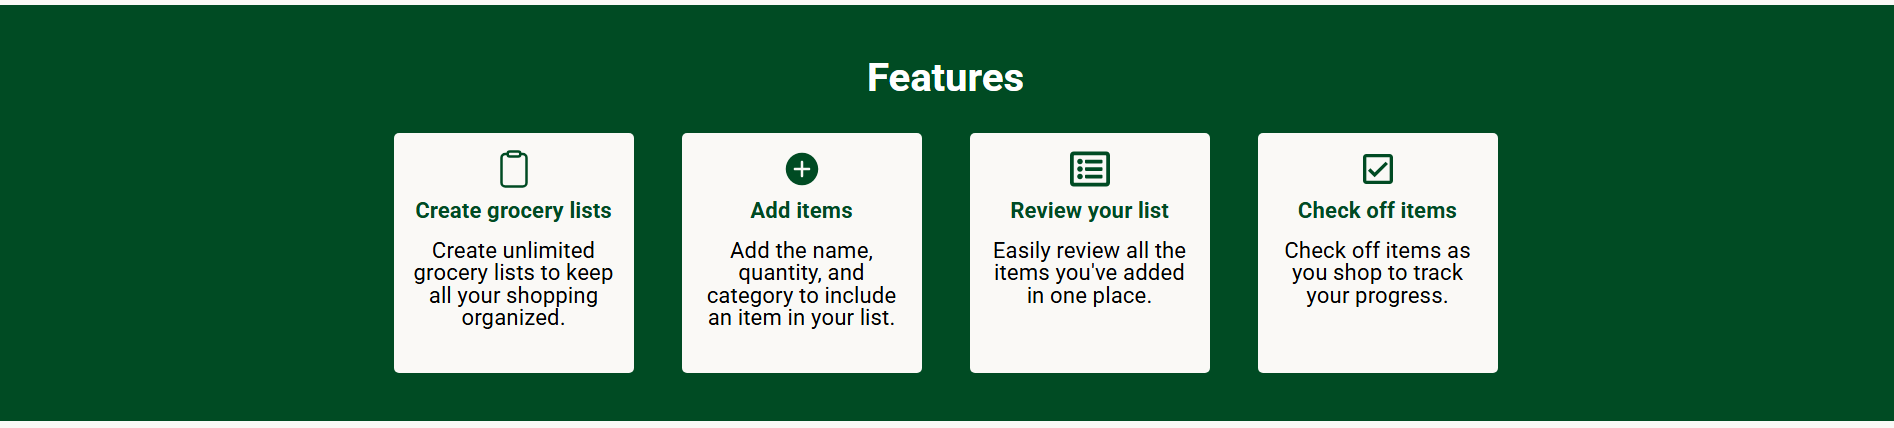 Features
Create grocery lists
Create unlimited
grocery lists to keep
all your shopping
organized.
Add items
Add the name,
quantity, and
category to include
an item in your list.
Review your list
Easily review all the
items you've added
in one place.
Check off items
Check off items as
you shop to track
your progress.